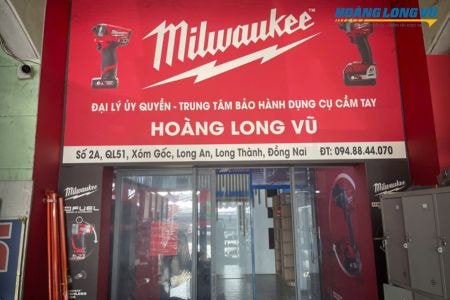 HOÀNG LONG VŨ
Milwaukee
ĐẠI LÝ ỦY QUYỀN - TRUNG TÂM BẢO HÀNH DỤNG CỤ CẦM TAY
HOÀNG LONG VŨ
Số 2A, QL51, Xóm Gốc, Long An, Long Thành, Đồng Nai ĐT: 094.88.44.070
Milwaukee
Milwaukee
FUEL